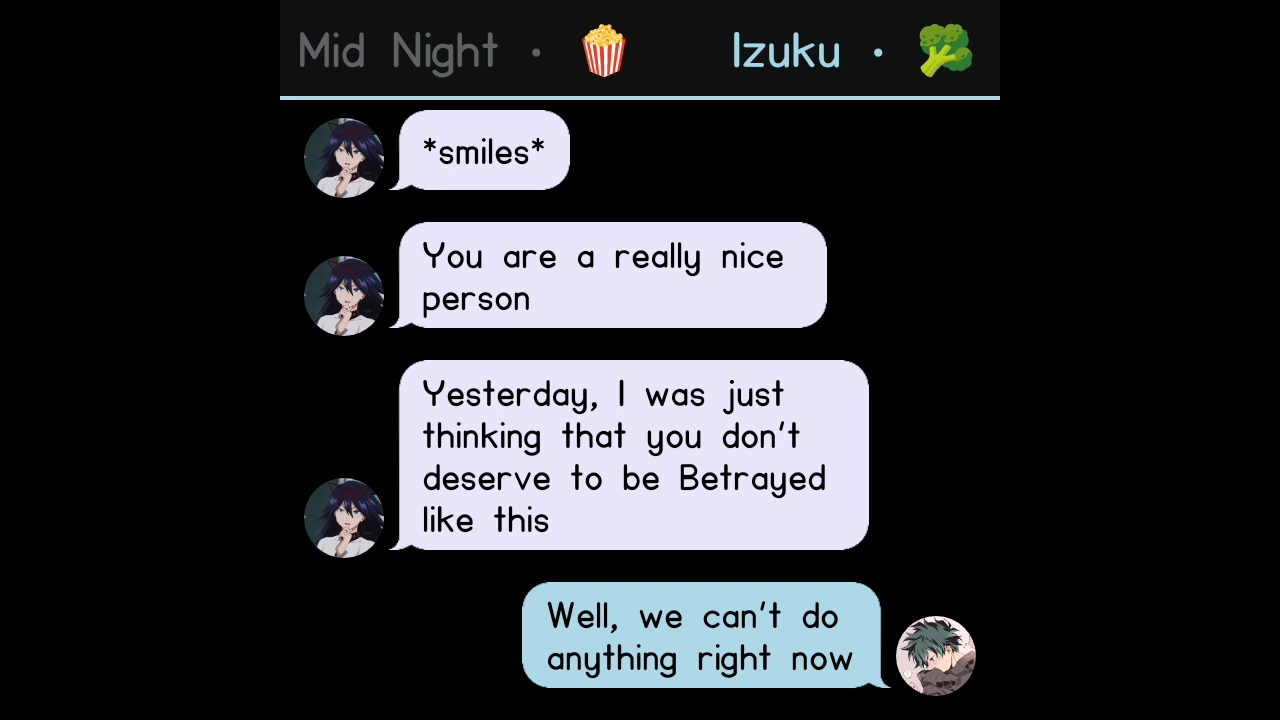 Mid Night • 🍿 Izuku • 🥦
*smiles*
You are a really nice
person
Yesterday, I was just
thinking that you don't
deserve to be Betrayed
like this
Well, we can't do
anything right now